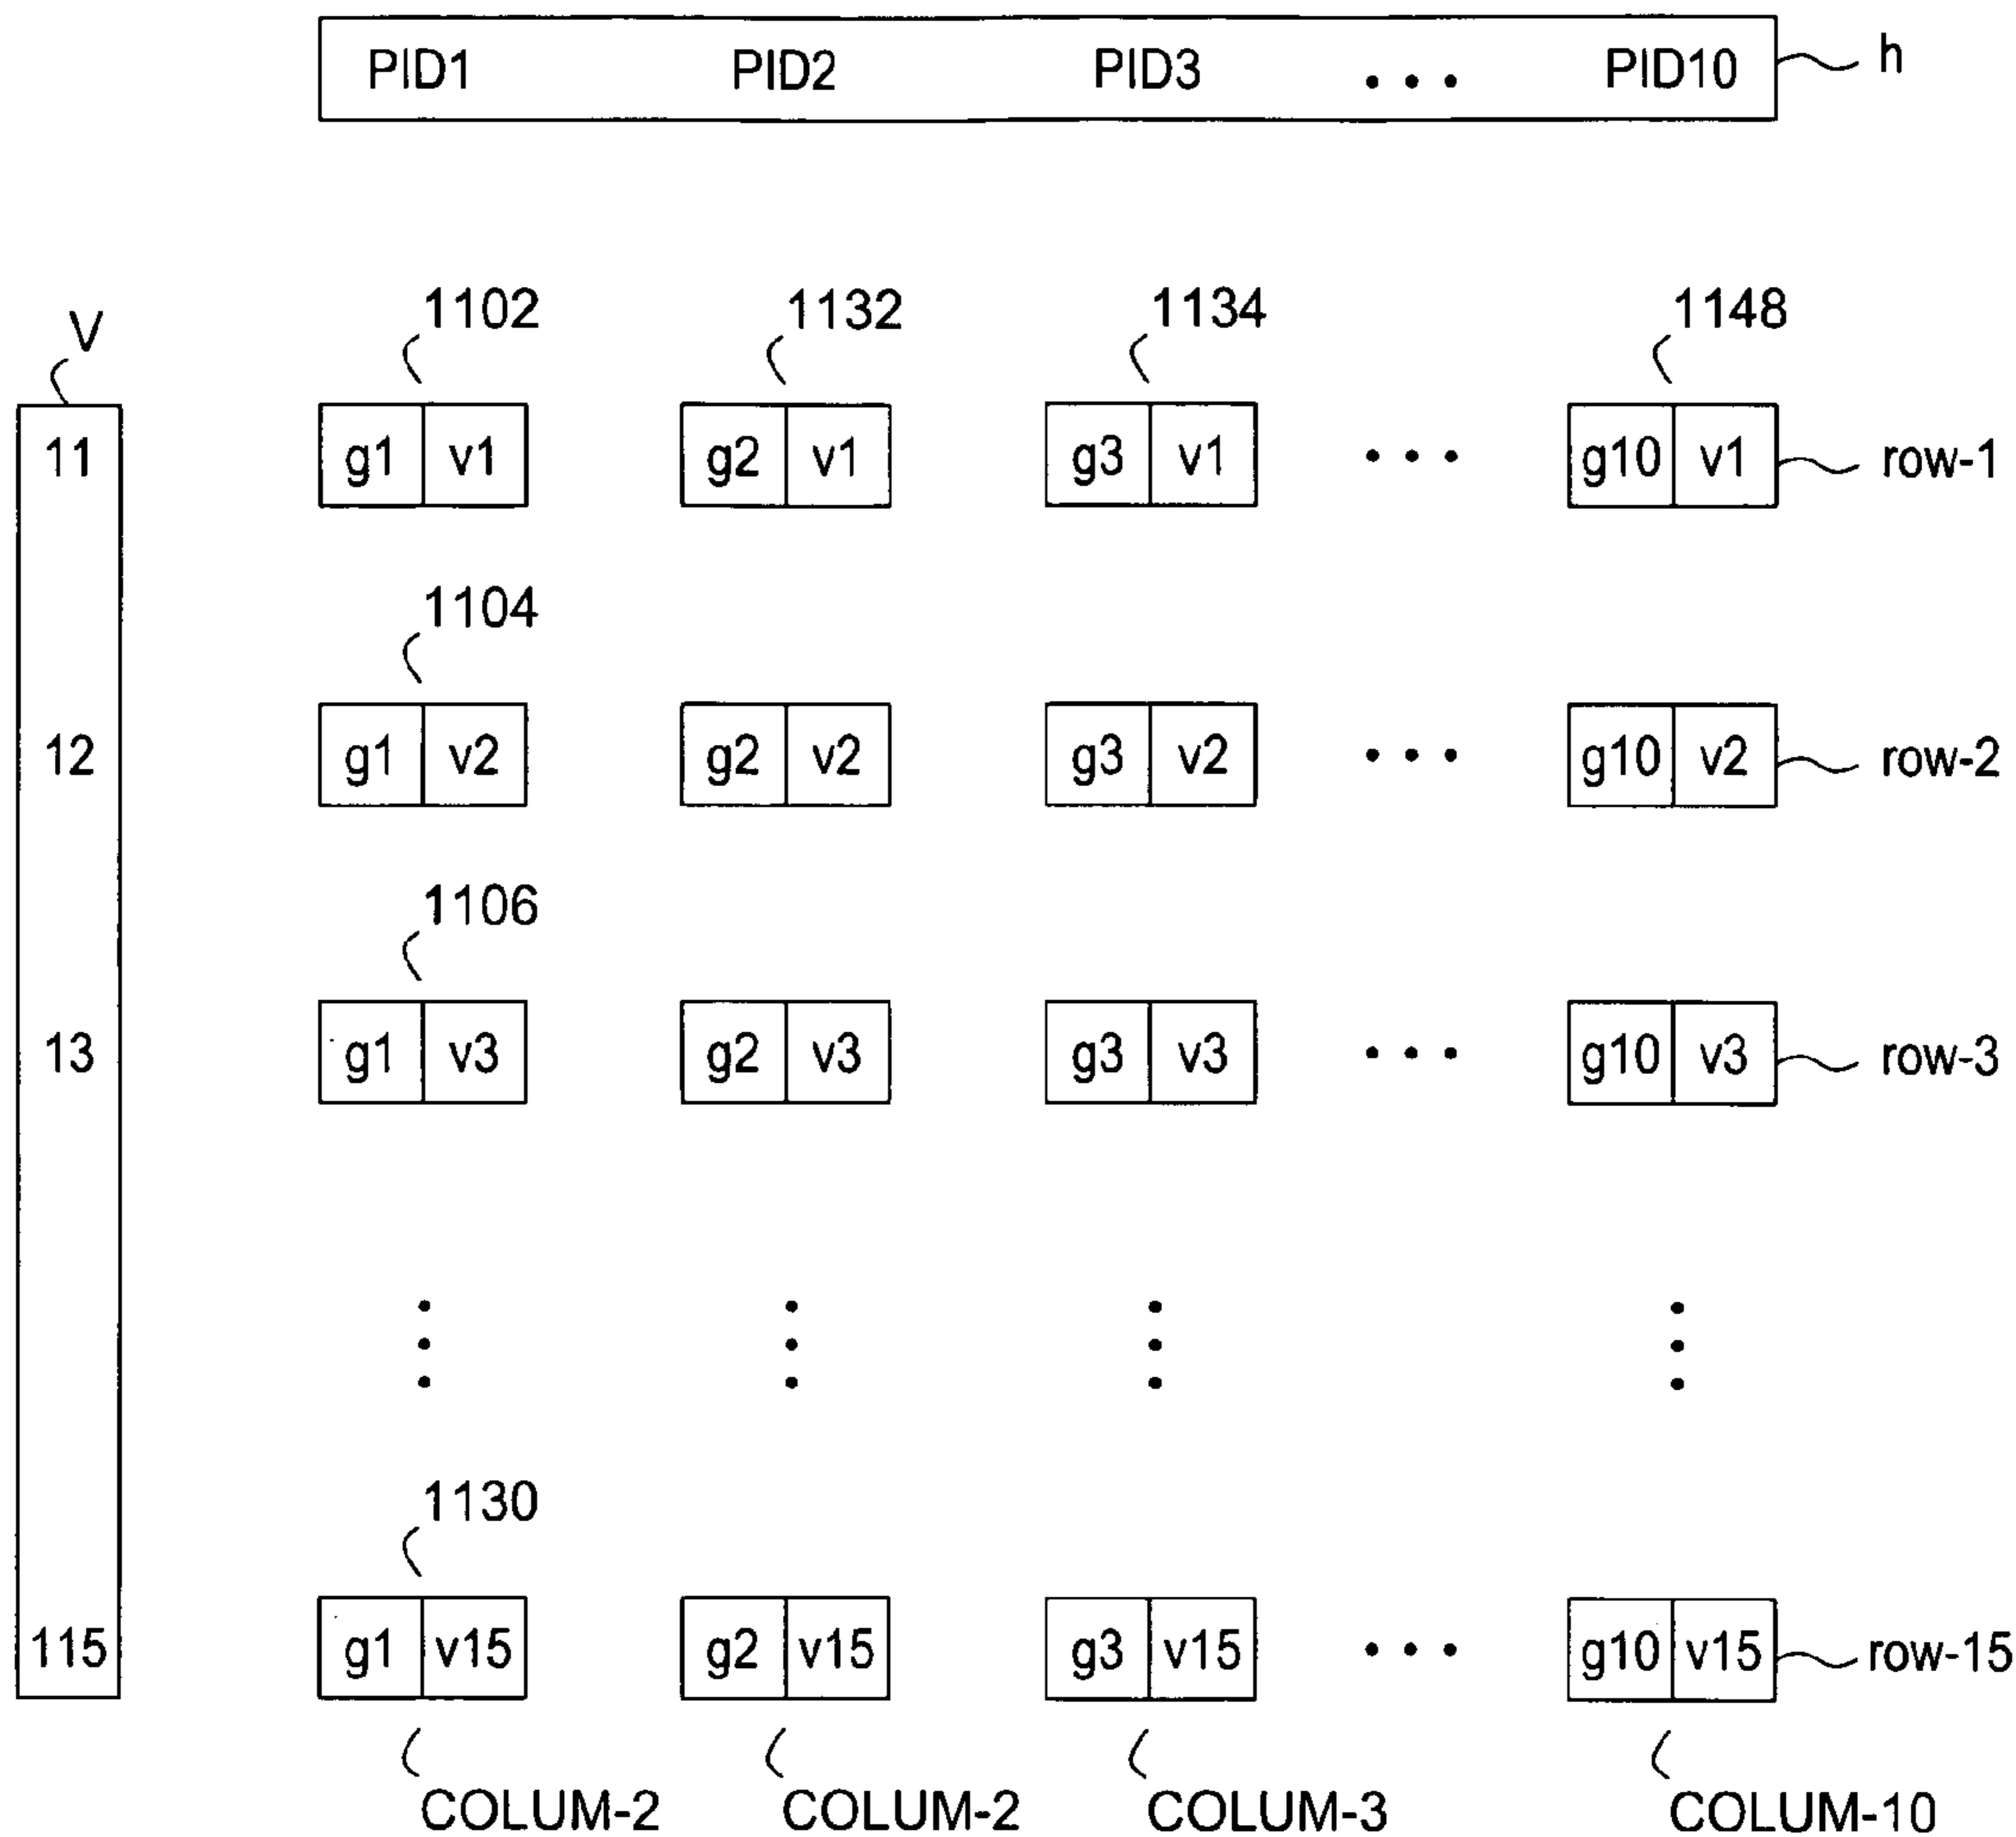 PID1 PID2 PID3 ... PID10 h
V 1102 1132 1134 1148
11 g1 v1 g2 v1 g3 v1 ... g10 v1 row-1
1104
12 g1 v2 g2 v2 g3 v2 ... g10 v2 row-2
1106
13 g1 v3 g2 v3 g3 v3 ... g10 v3 row-3
1130
115 g1 v15 g2 v15 g3 v15 ... g10 v15 row-15
COLUM-2 COLUM-2 COLUM-3 COLUM-10